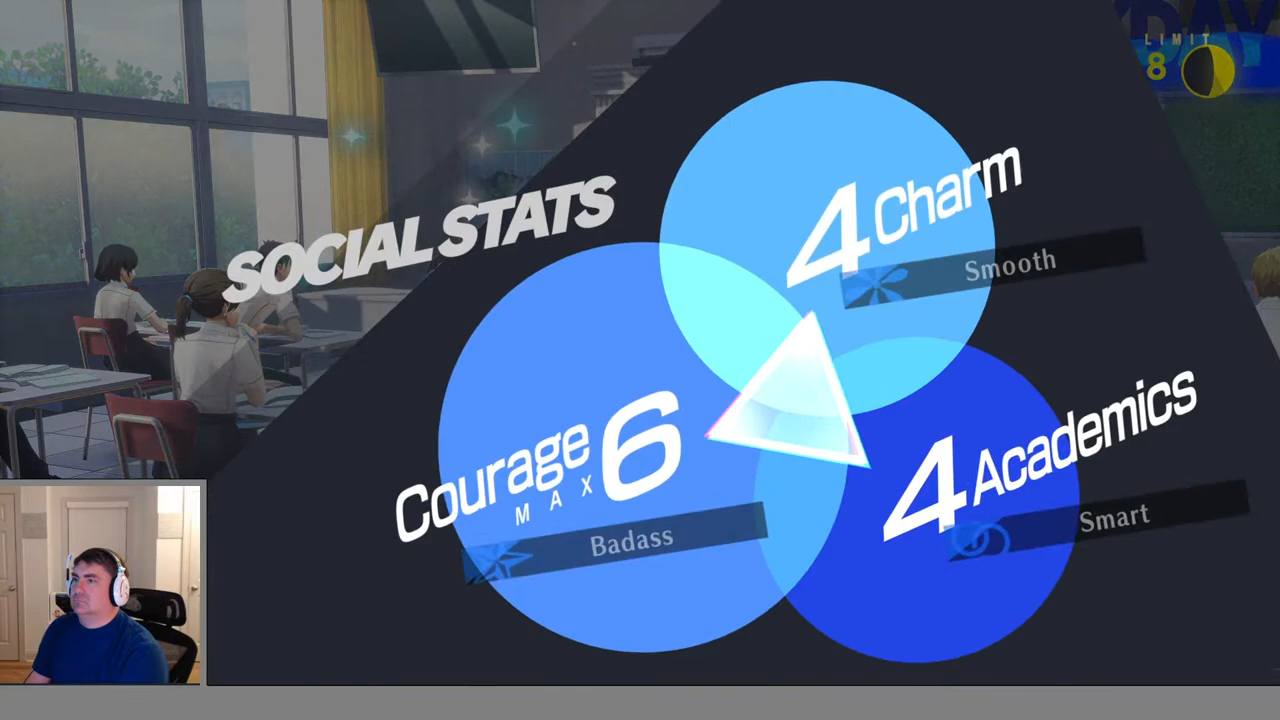 LIMIT
8
SOCIAL STATS
4 Charm
Smooth
Courage 6
MAX
Badass
4 Academics
Smart